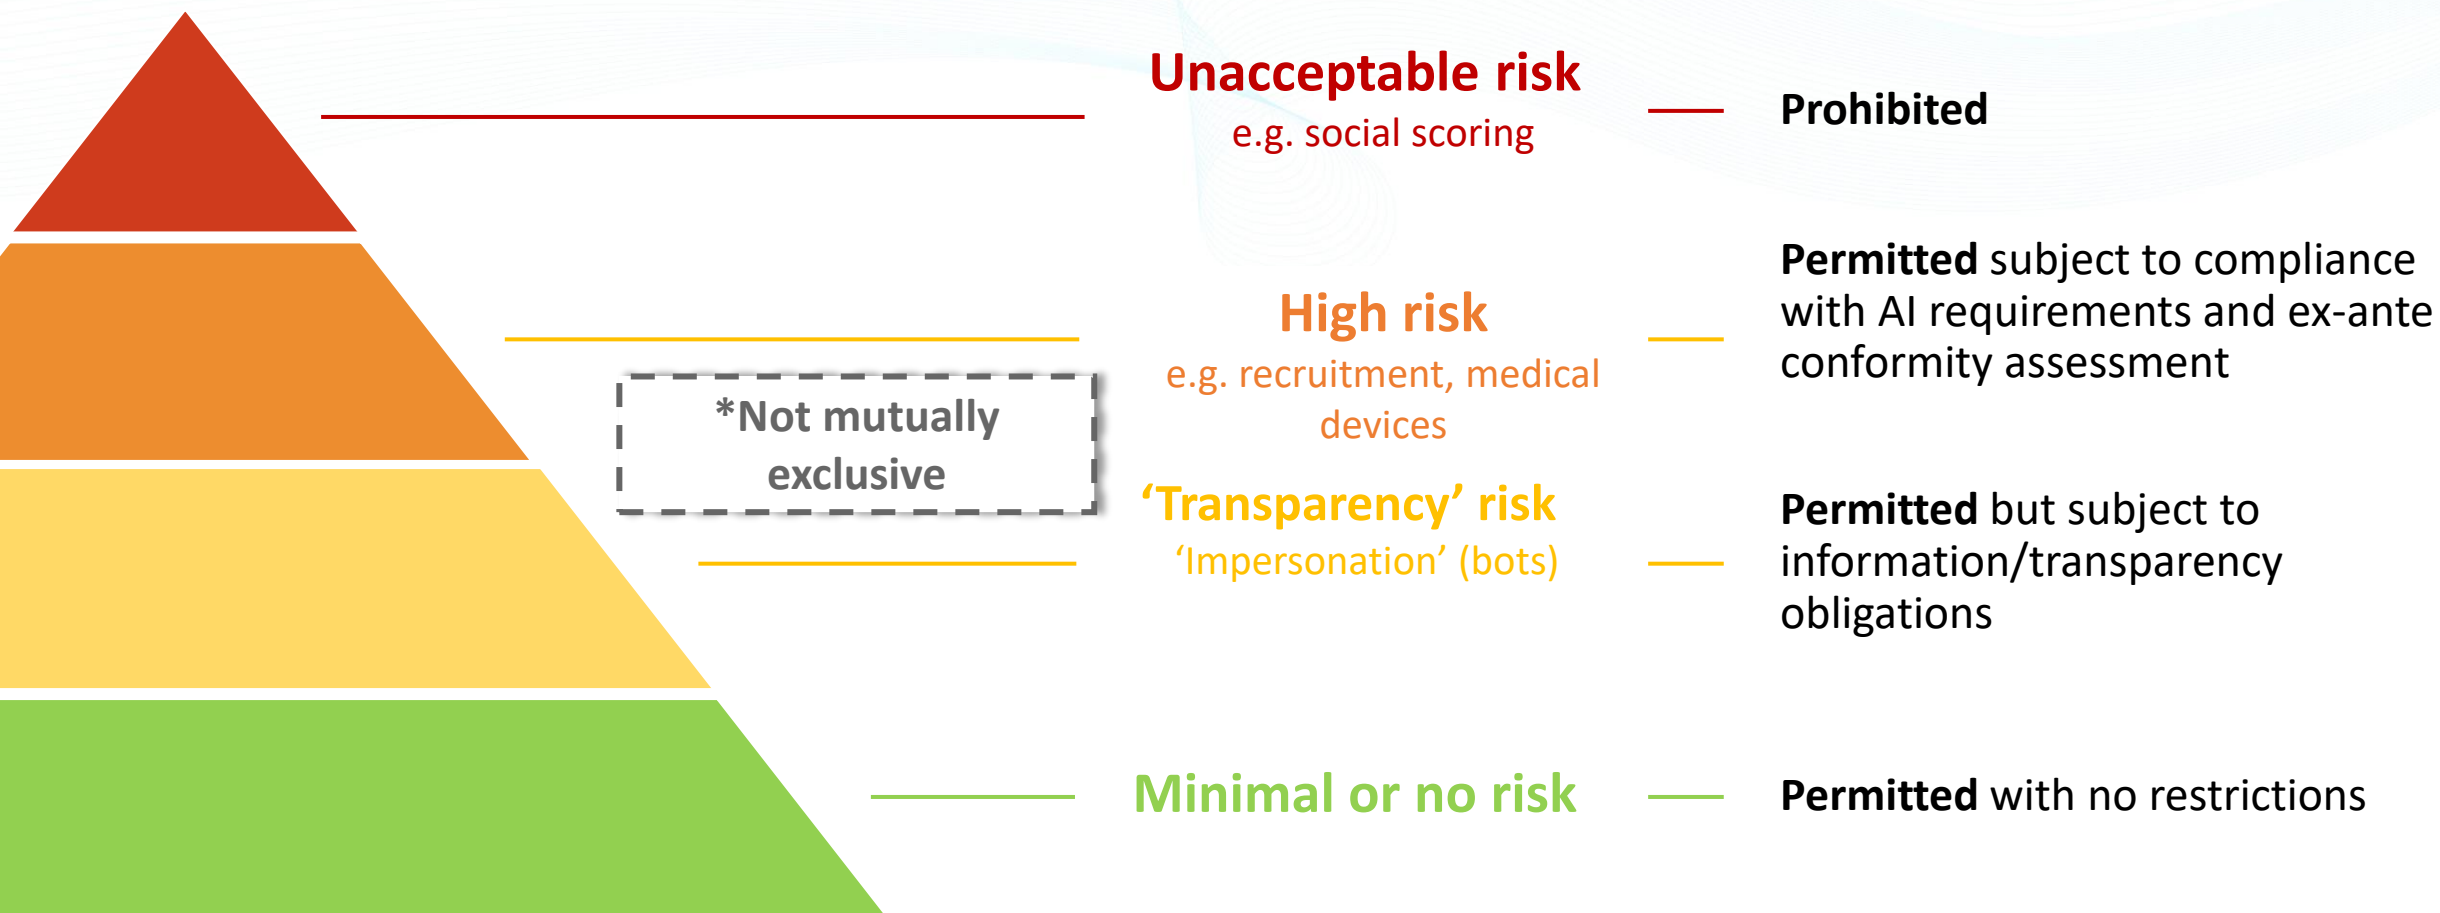 Unacceptable risk
e.g. social scoring
Prohibited
High risk
e.g. recruitment, medical
devices
Permitted subject to compliance
with AI requirements and ex-ante
conformity assessment
*Not mutually
exclusive
‘Transparency’ risk
‘Impersonation’ (bots)
Permitted but subject to
information/transparency
obligations
Minimal or no risk
Permitted with no restrictions